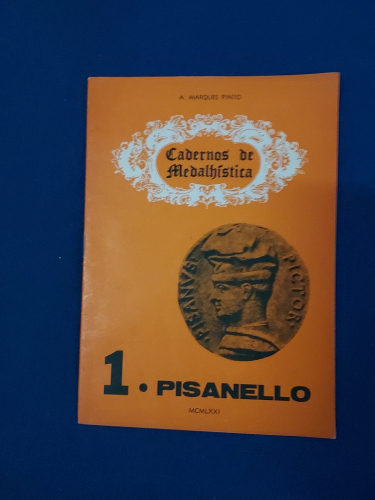 A. MARQUES PINTO
Cadernos de
Medalhística
PISANVS
PICTOR
1. PISANELLO
MCMLXXI